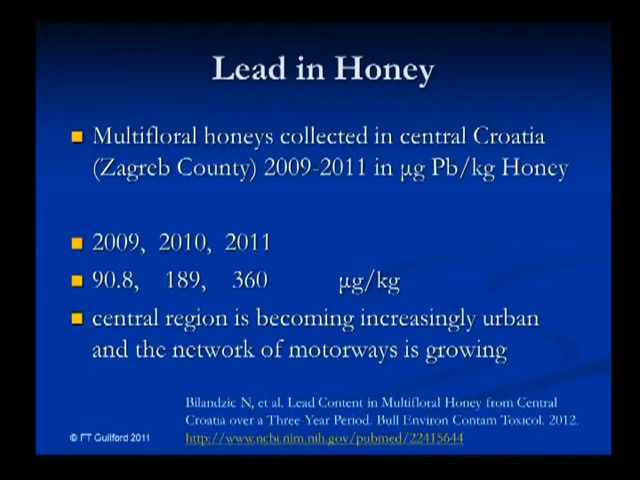 Lead in Honey
Multifloral honeys collected in central Croatia
(Zagreb County) 2009-2011 in µg Pb/kg Honey
2009, 2010, 2011
90.8, 189, 360 µg/kg
central region is becoming increasingly urban
and the network of motorways is growing
Bilandzic N, et al. Lead Content in Multifloral Honey from Central
Croatia over a Three-Year Period. Bull Environ Contam Toxicol. 2012.
© FT Guilford 2011 http://www.ncbi.nlm.nih.gov/pubmed/22415644